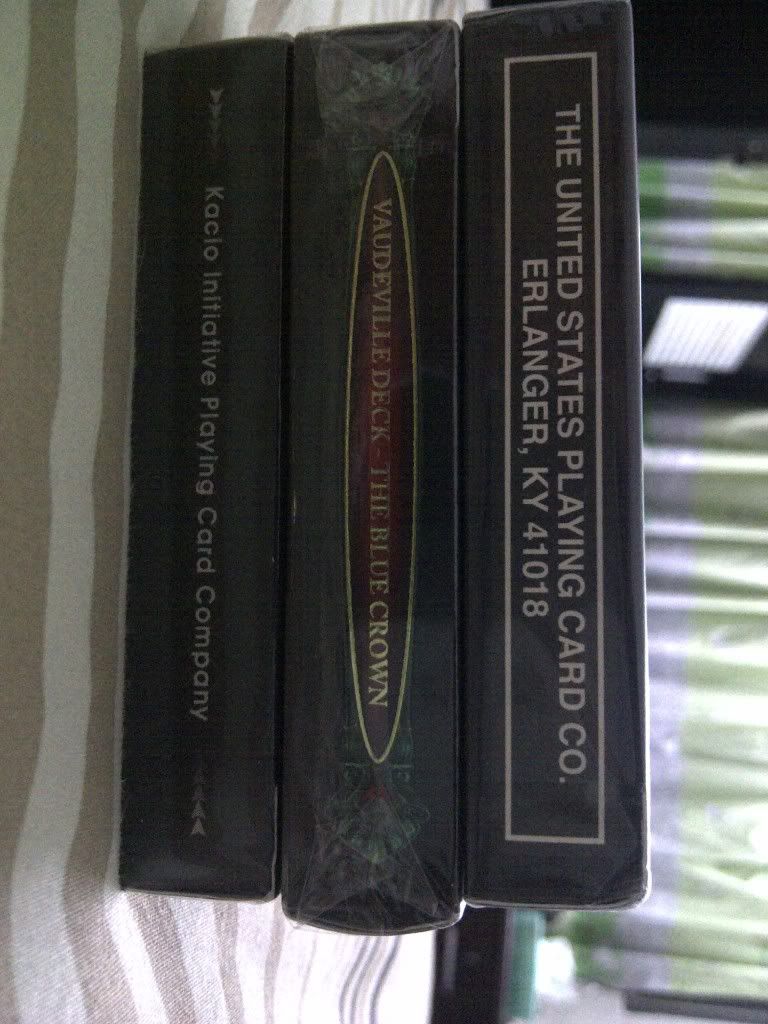 THE UNITED STATES PLAYING CARD CO.
ERLANGER, KY 41018
VAUDEVILLE DECK - THE BLUE CROWN
Kacio Initiative Playing Card Company